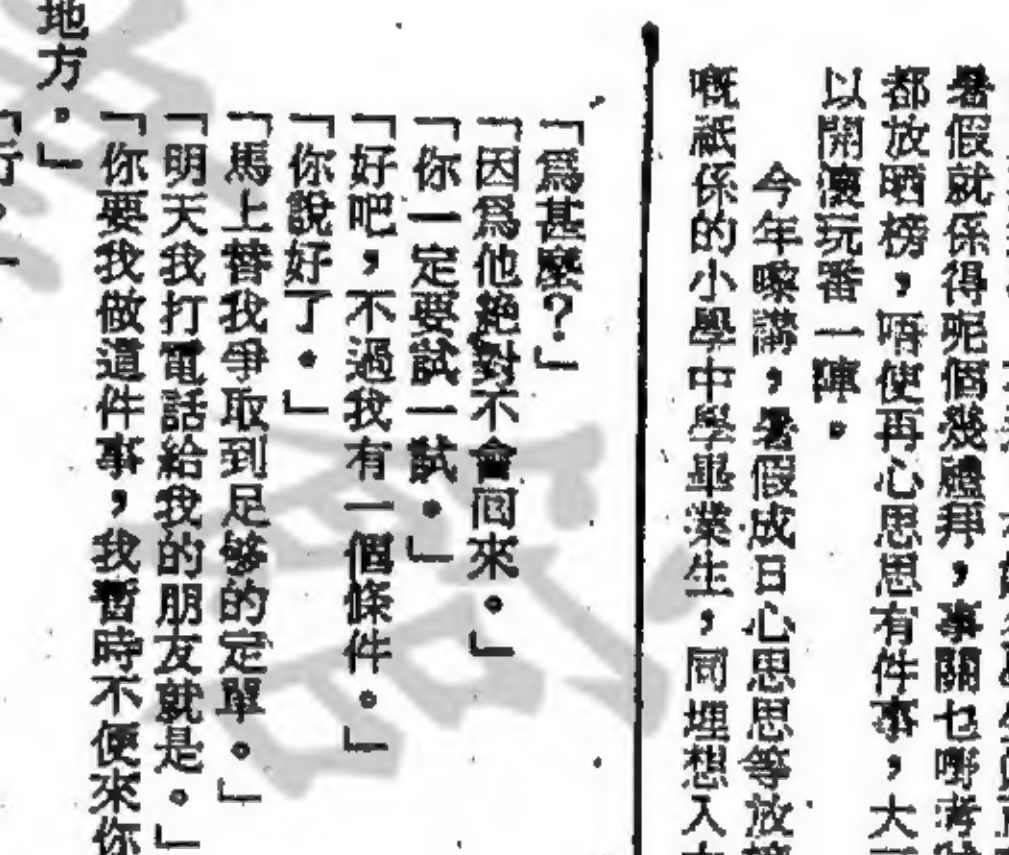 暑假就係得呢個幾禮拜，事關乜嘢考
都放晒榜，唔使再心思思有件事，大
以開瀼玩番一陣。
今年嚟講，暑假成日心思思等放榜
嘅祇係的小學中學畢業生，同埋想入
「爲甚麼？」
「因爲他絕對不會回來。」
「你一定要試一試。」
「好吧，不過我有一個條件。」
「你說好了。」
「馬上替我爭取到足够的定單。」
「明天我打電話給我的朋友就是。」
「你要我做這件事，我暫時不便來你
地方。」
「行。」